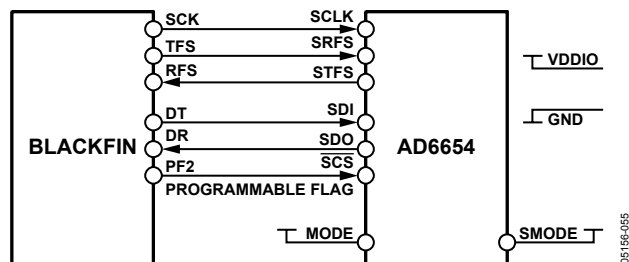 SCK SCLK
TFS SRFS
RFS STFS
VDDIO
DT SDI
GND
DR SDO
BLACKFIN AD6654
PF2 SCS
PROGRAMMABLE FLAG
MODE SMODE
05156-055